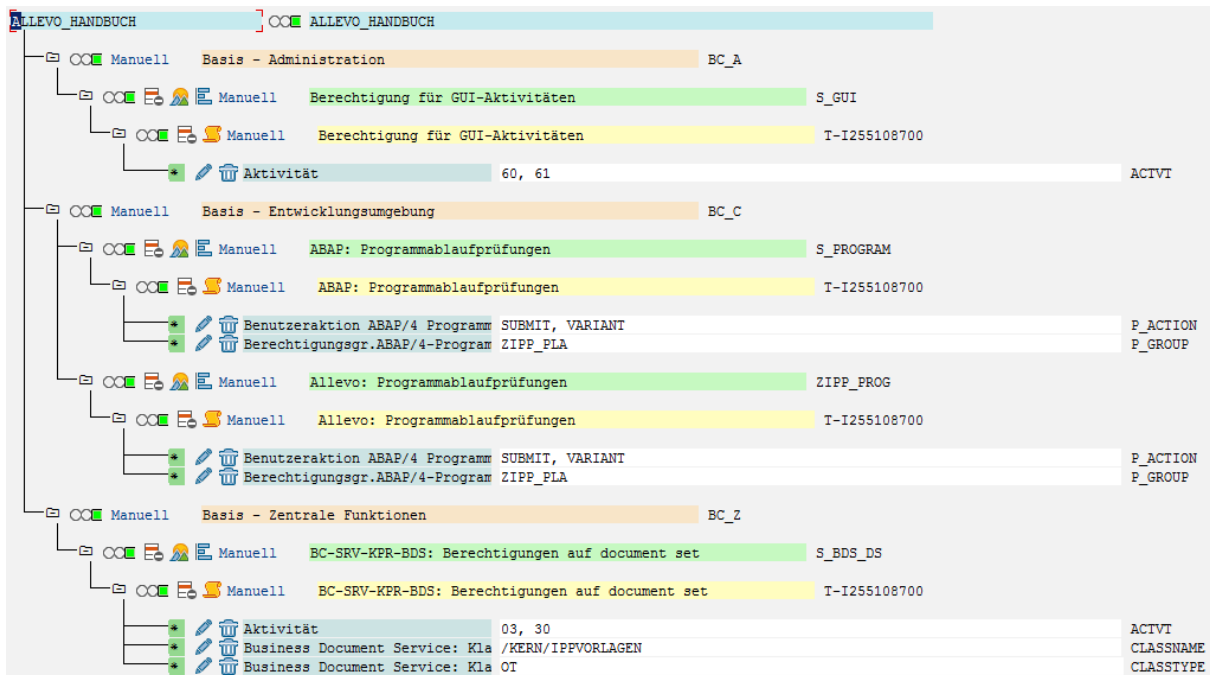 ALLEVO_HANDBUCH ALLEVO_HANDBUCH
Manuell Basis - Administration BC_A
Manuell Berechtigung für GUI-Aktivitäten S_GUI
Manuell Berechtigung für GUI-Aktivitäten T-I255108700
* Aktivität 60, 61 ACTVT
Manuell Basis - Entwicklungsumgebung BC_C
Manuell ABAP: Programmablaufprüfungen S_PROGRAM
Manuell ABAP: Programmablaufprüfungen T-I255108700
* Benutzeraktion ABAP/4 Programm SUBMIT, VARIANT P_ACTION
* Berechtigungsgr.ABAP/4-Program ZIPP_PLA P_GROUP
Manuell Allevo: Programmablaufprüfungen ZIPP_PROG
Manuell Allevo: Programmablaufprüfungen T-I255108700
* Benutzeraktion ABAP/4 Programm SUBMIT, VARIANT P_ACTION
* Berechtigungsgr.ABAP/4-Program ZIPP_PLA P_GROUP
Manuell Basis - Zentrale Funktionen BC_Z
Manuell BC-SRV-KPR-BDS: Berechtigungen auf document set S_BDS_DS
Manuell BC-SRV-KPR-BDS: Berechtigungen auf document set T-I255108700
* Aktivität 03, 30 ACTVT
* Business Document Service: Kla /KERN/IPPVORLAGEN CLASSNAME
* Business Document Service: Kla OT CLASSTYPE